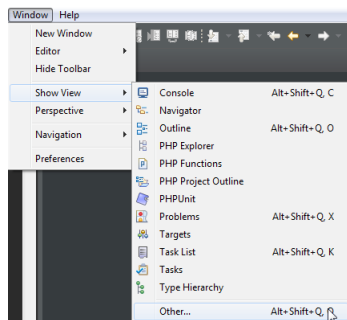 Window Help
New Window
Editor
Hide Toolbar
Show View
Perspective
Navigation
Preferences
Console Alt+Shift+Q, C
Navigator
Outline Alt+Shift+Q, O
PHP Explorer
PHP Functions
PHP Project Outline
PHPUnit
Problems Alt+Shift+Q, X
Targets
Task List Alt+Shift+Q, K
Tasks
Type Hierarchy
Other... Alt+Shift+Q,